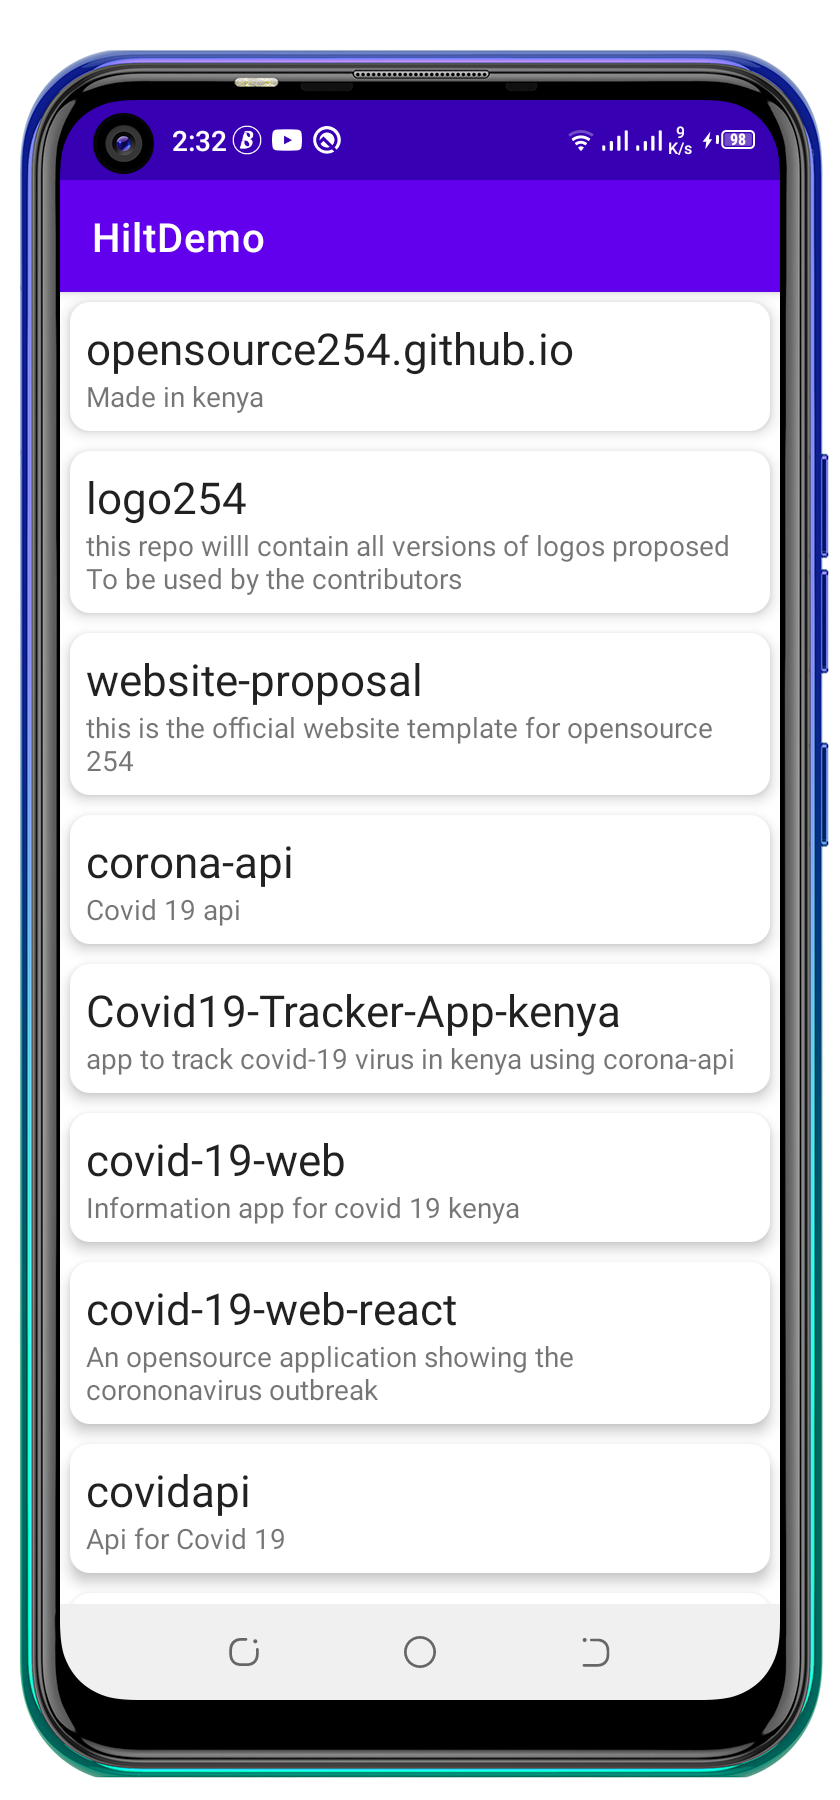 2:32
9
K/s
98
HiltDemo
opensource254.github.io
Made in kenya
logo254
this repo willl contain all versions of logos proposed
To be used by the contributors
website-proposal
this is the official website template for opensource
254
corona-api
Covid 19 api
Covid19-Tracker-App-kenya
app to track covid-19 virus in kenya using corona-api
covid-19-web
Information app for covid 19 kenya
covid-19-web-react
An opensource application showing the
corononavirus outbreak
covidapi
Api for Covid 19